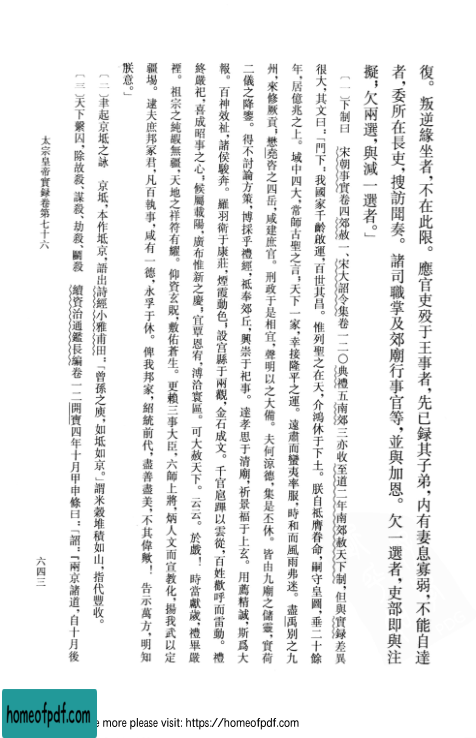 復。叛逆緣坐者，不在此限。應官吏歿于王事者，先已録其子弟，内有妻息寡弱，不能自達
者，委所在長吏，搜訪聞奏。諸司職掌及郊廟行事官等，並與加恩。欠一選者，吏部即與注
擬；欠兩選，與減一選者。」
〔一〕下制曰　宋朝事實卷四郊赦一、宋大詔令集卷一二〇典禮五南郊三亦收至道二年南郊赦天下制，但與實録差異
很大，其文曰：「門下：我國家千齡啟運，百世其昌。惟列聖之在天，介鴻休于下土。朕自祗膺眷命，嗣守皇圖，垂二十餘
年，居億兆之上。域中四大，常師古聖之言；天下一家，幸接隆平之運。遠肅而蠻夷率服，時和而風雨弗迷。盡禹別之九
州，來修厥貢；懋堯咨之四岳，咸建庶官。刑政于是相宜，聲明以之大備。夫何涼德，集是丕休。皆由九廟之儲靈，實荷
二儀之降鑒。得不討論方策，博採乎禮經，祗奉郊丘，興崇于祀事。達孝思于清廟，祈景福于上玄。用薦精誠，斯爲大
報。百神效祉，諸侯駿奔。羅羽衛于康莊，煙霞動色；設宮縣于兩觀，金石成文。千官扈蹕以雲從，百姓歡呼而雷動。禮
終嚴祀，喜成昭事之心；候屬載陽，廣布惟新之慶；宜覃恩宥，溥洽寰區。可大赦天下。云云。於戲！時當獻歲，禮畢嚴
禋。祖宗之純嘏無疆，天地之祥符有耀。仰資玄貺，敷佑蒼生。更賴三事大臣，六師上將，炳人文而宣教化，揚我武以定
疆埸。逮夫庶邦冢君，凡百執事，咸有一德，永孚于休。俾我邦家，紹統前代，盡善盡美，不其偉歟！告示萬方，明知
朕意。」
〔二〕聿起京坻之詠　京坻，本作坻京，語出詩經小雅甫田：「曾孫之庾，如坻如京。」謂米穀堆積如山，指代豐收。
〔三〕天下繫囚，除故殺、謀殺、劫殺、鬭殺　續資治通鑑長編卷一二開寶四年十月甲申條曰：「詔：『兩京諸道，自十月後
太宗皇帝實録卷第七十六
六四三
homeofpdf.com
e more please visit: https://homeofpdf.com